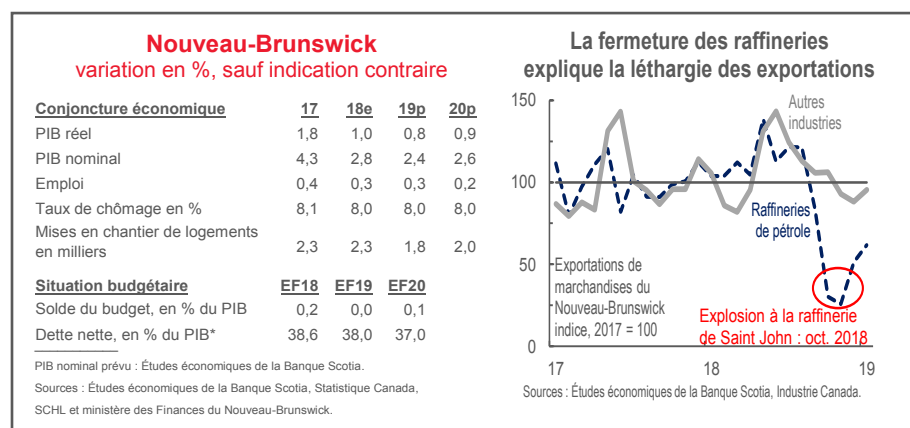 Nouveau-Brunswick
variation en %, sauf indication contraire
Conjoncture économique 17 18e 19p 20p
PIB réel 1,8 1,0 0,8 0,9
PIB nominal 4,3 2,8 2,4 2,6
Emploi 0,4 0,3 0,3 0,2
Taux de chômage en % 8,1 8,0 8,0 8,0
Mises en chantier de logements
en milliers 2,3 2,3 1,8 2,0
Situation budgétaire EF18 EF19 EF20
Solde du budget, en % du PIB 0,2 0,0 0,1
Dette nette, en % du PIB* 38,6 38,0 37,0
PIB nominal prévu : Études économiques de la Banque Scotia.
Sources : Études économiques de la Banque Scotia, Statistique Canada,
SCHL et ministère des Finances du Nouveau-Brunswick.
La fermeture des raffineries
explique la léthargie des exportations
150
100
50
0
Autres
industries
Raffineries
de pétrole
Exportations de
marchandises du
Nouveau-Brunswick
indice, 2017 = 100
Explosion à la raffinerie
de Saint John : oct. 2018
17 18 19
Sources : Études économiques de la Banque Scotia, Industrie Canada.